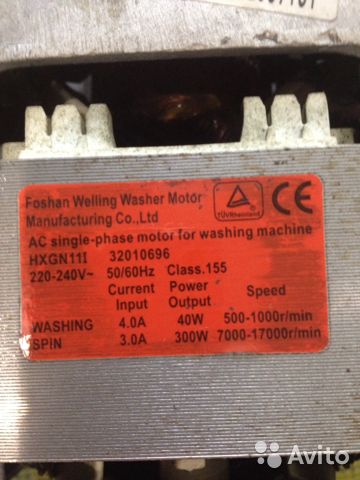 Foshan Welling Washer Motor
Manufacturing Co.,Ltd
TÜVRheinland
CE
AC single-phase motor for washing machine
HXGN11I 32010696
220-240V~ 50/60Hz Class.155
Current Power Speed
Input Output
WASHING 4.0A 40W 500-1000r/min
SPIN 3.0A 300W 7000-17000r/min
Avito